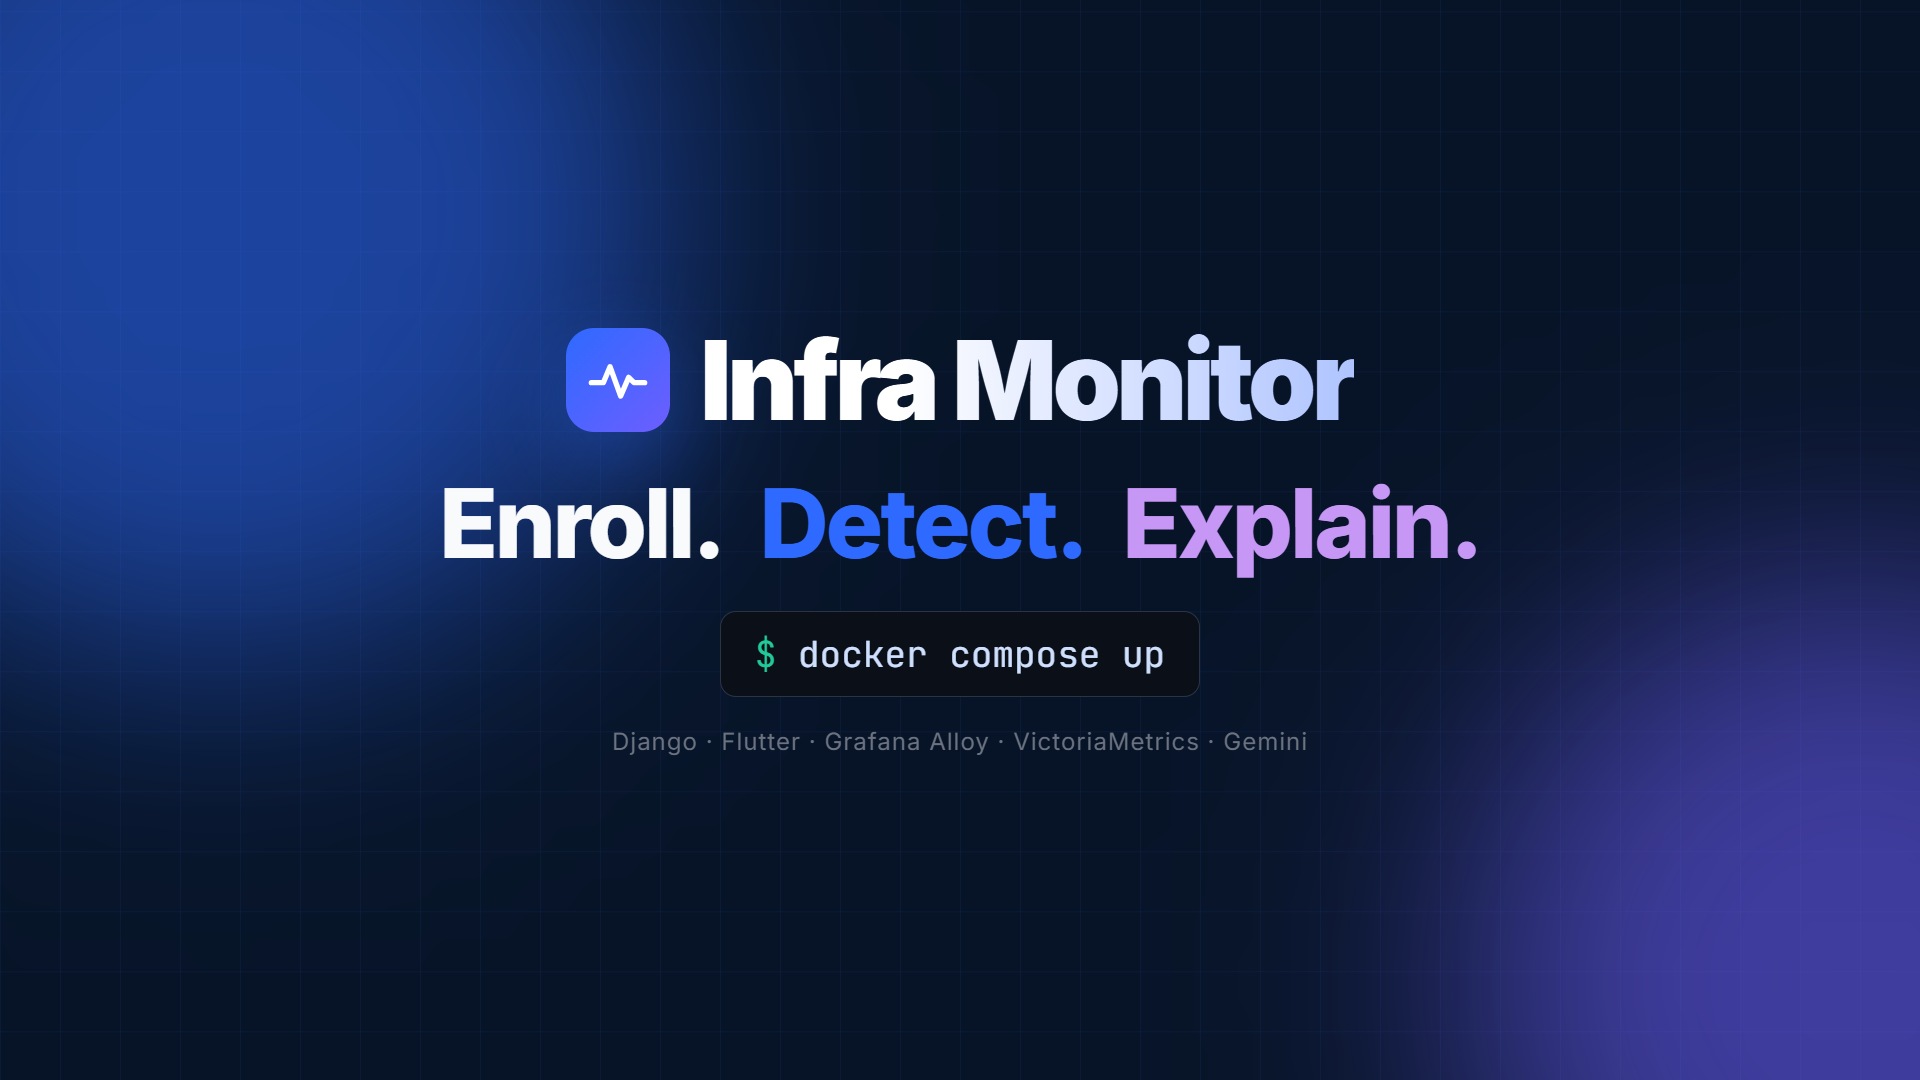 Infra Monitor
Enroll. Detect. Explain.
$ docker compose up
Django · Flutter · Grafana Alloy · VictoriaMetrics · Gemini